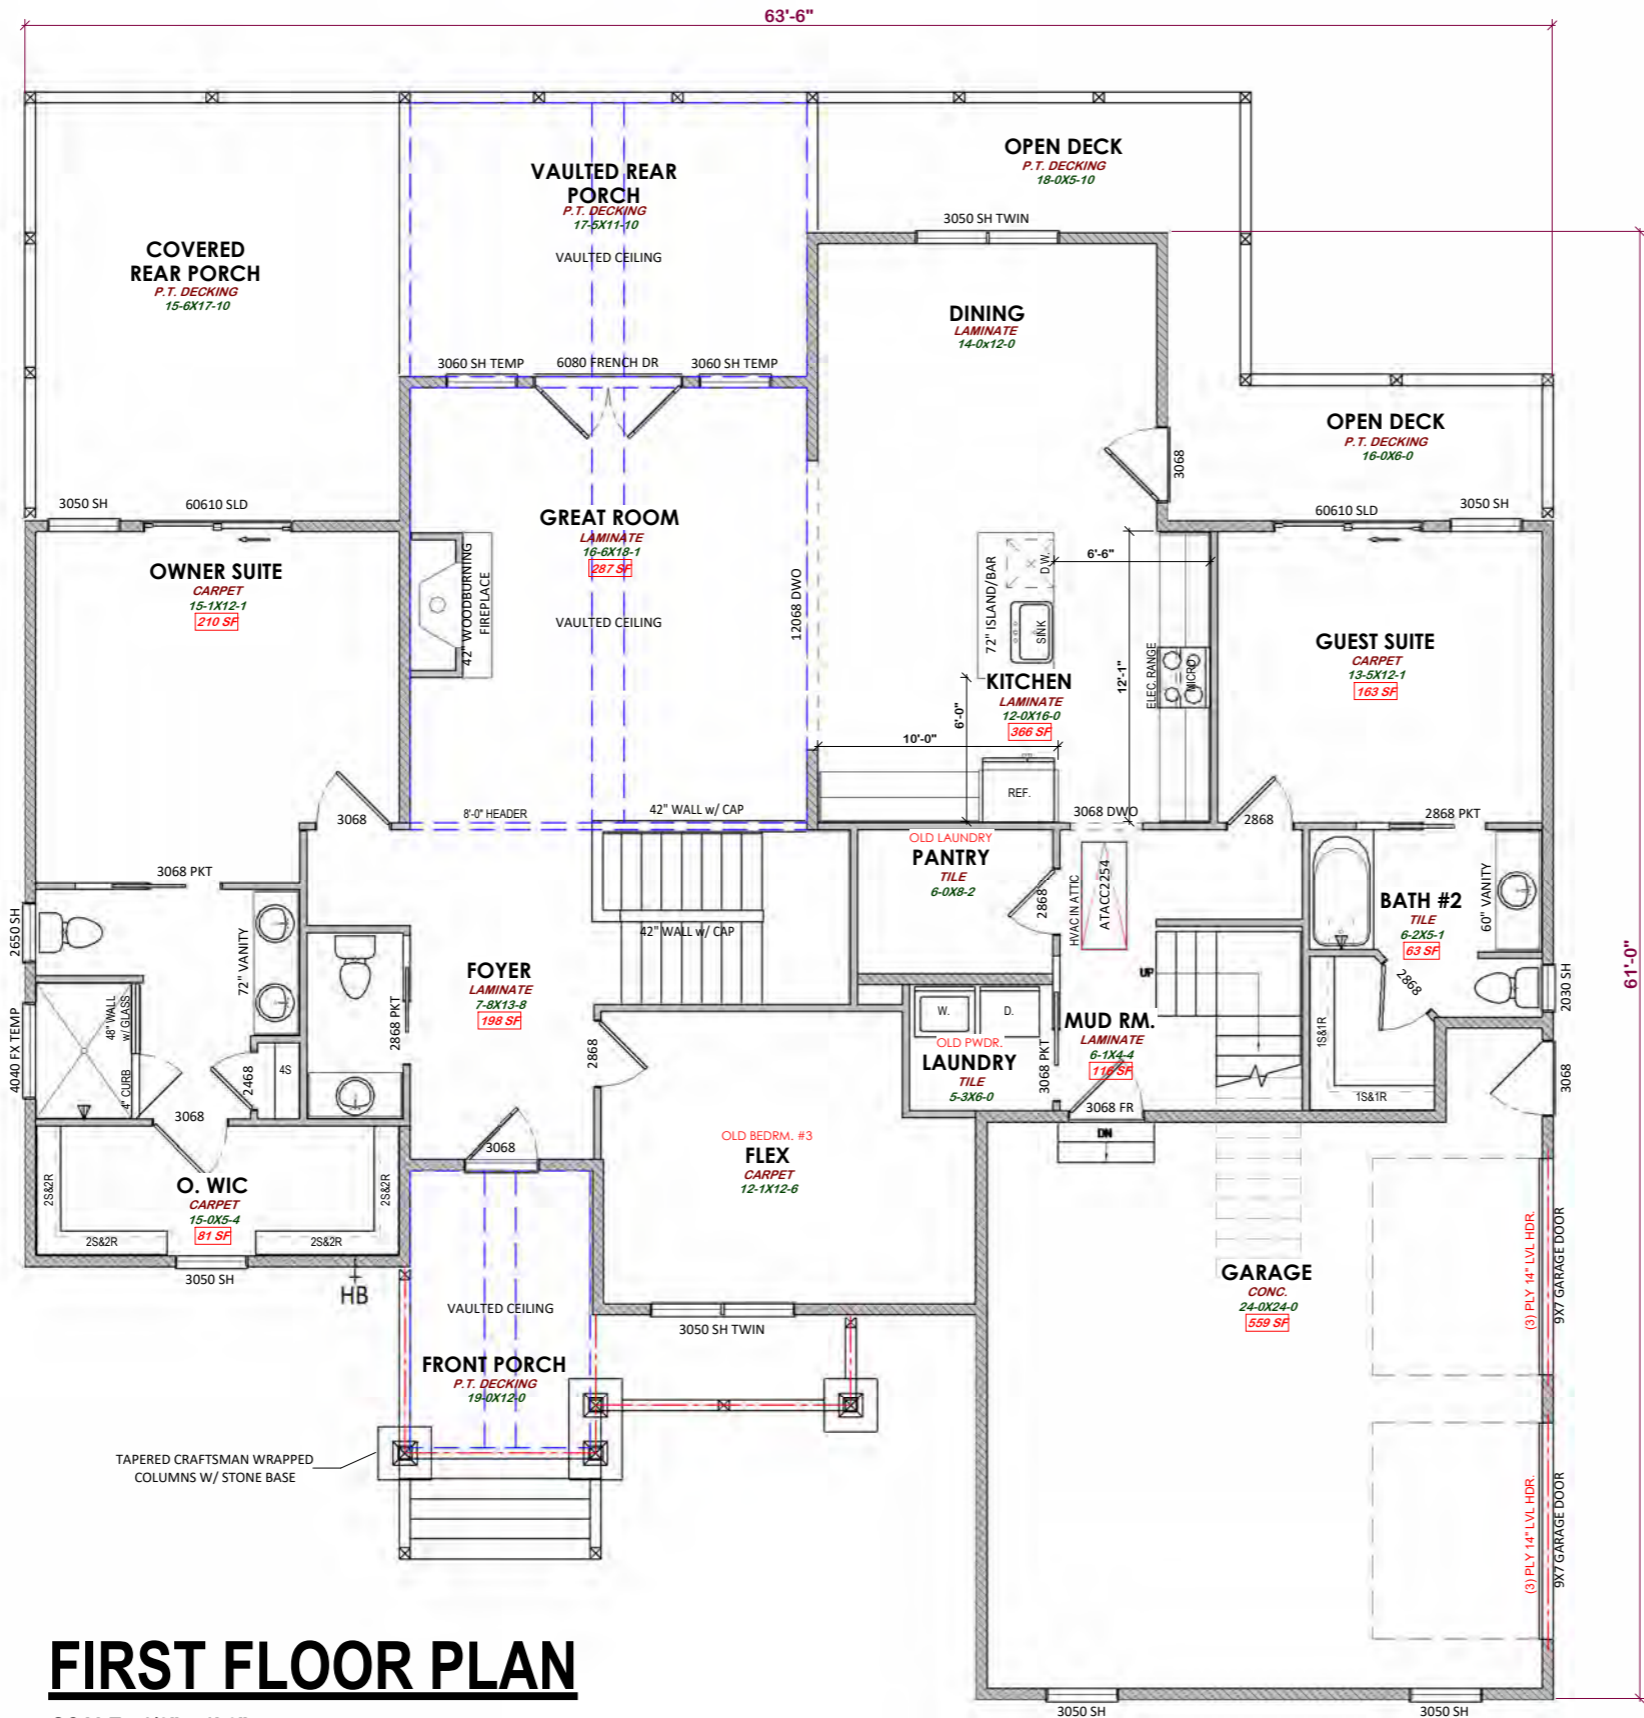 63'-6"
OPEN DECK
P.T. DECKING
18-0X5-10
VAULTED REAR
PORCH
P.T. DECKING
17-5X11-10
VAULTED CEILING
3050 SH TWIN
COVERED
REAR PORCH
P.T. DECKING
15-6X17-10
DINING
LAMINATE
14-0x12-0
3060 SH TEMP
6080 FRENCH DR
3060 SH TEMP
OPEN DECK
P.T. DECKING
16-0X6-0
3068
3050 SH
60610 SLD
60610 SLD
3050 SH
GREAT ROOM
LAMINATE
16-6X18-1
287 SF
VAULTED CEILING
42" WOODBURNING
FIREPLACE
12068 DWO
OWNER SUITE
CARPET
15-1X12-1
210 SF
72" ISLAND/BAR
D.W.
SINK
6'-6"
12'-1"
ELEC. RANGE
MICRO
GUEST SUITE
CARPET
13-5X12-1
163 SF
KITCHEN
LAMINATE
12-0X16-0
366 SF
6'-0"
10'-0"
REF.
3068
8'-0" HEADER
42" WALL w/ CAP
3068 DWO
2868
2868 PKT
OLD LAUNDRY
PANTRY
TILE
6-0X8-2
2868
HVAC IN ATTIC
ATACC2254
3068 PKT
2650 SH
72" VANITY
42" WALL w/ CAP
BATH #2
TILE
6-2X5-1
63 SF
60" VANITY
2868
2030 SH
61'-0"
FOYER
LAMINATE
7-8X13-8
198 SF
UP
4040 FX TEMP
48" WALL
w/ GLASS
4" CURB
2468
4S
3068
2868 PKT
2868
W.
D.
OLD PWDR.
LAUNDRY
TILE
5-3X6-0
3068 PKT
MUD RM.
LAMINATE
6-1X4-4
116 SF
3068 FR
DN
1S&1R
1S&1R
3068
3068
O. WIC
CARPET
15-0X5-4
81 SF
2S&2R
2S&2R
2S&2R
2S&2R
3050 SH
HB
OLD BEDRM. #3
FLEX
CARPET
12-1X12-6
GARAGE
CONC.
24-0X24-0
559 SF
(3) PLY 14" LVL HDR.
9X7 GARAGE DOOR
VAULTED CEILING
3050 SH TWIN
FRONT PORCH
P.T. DECKING
19-0X12-0
TAPERED CRAFTSMAN WRAPPED
COLUMNS W/ STONE BASE
(3) PLY 14" LVL HDR.
9X7 GARAGE DOOR
FIRST FLOOR PLAN
3050 SH
3050 SH